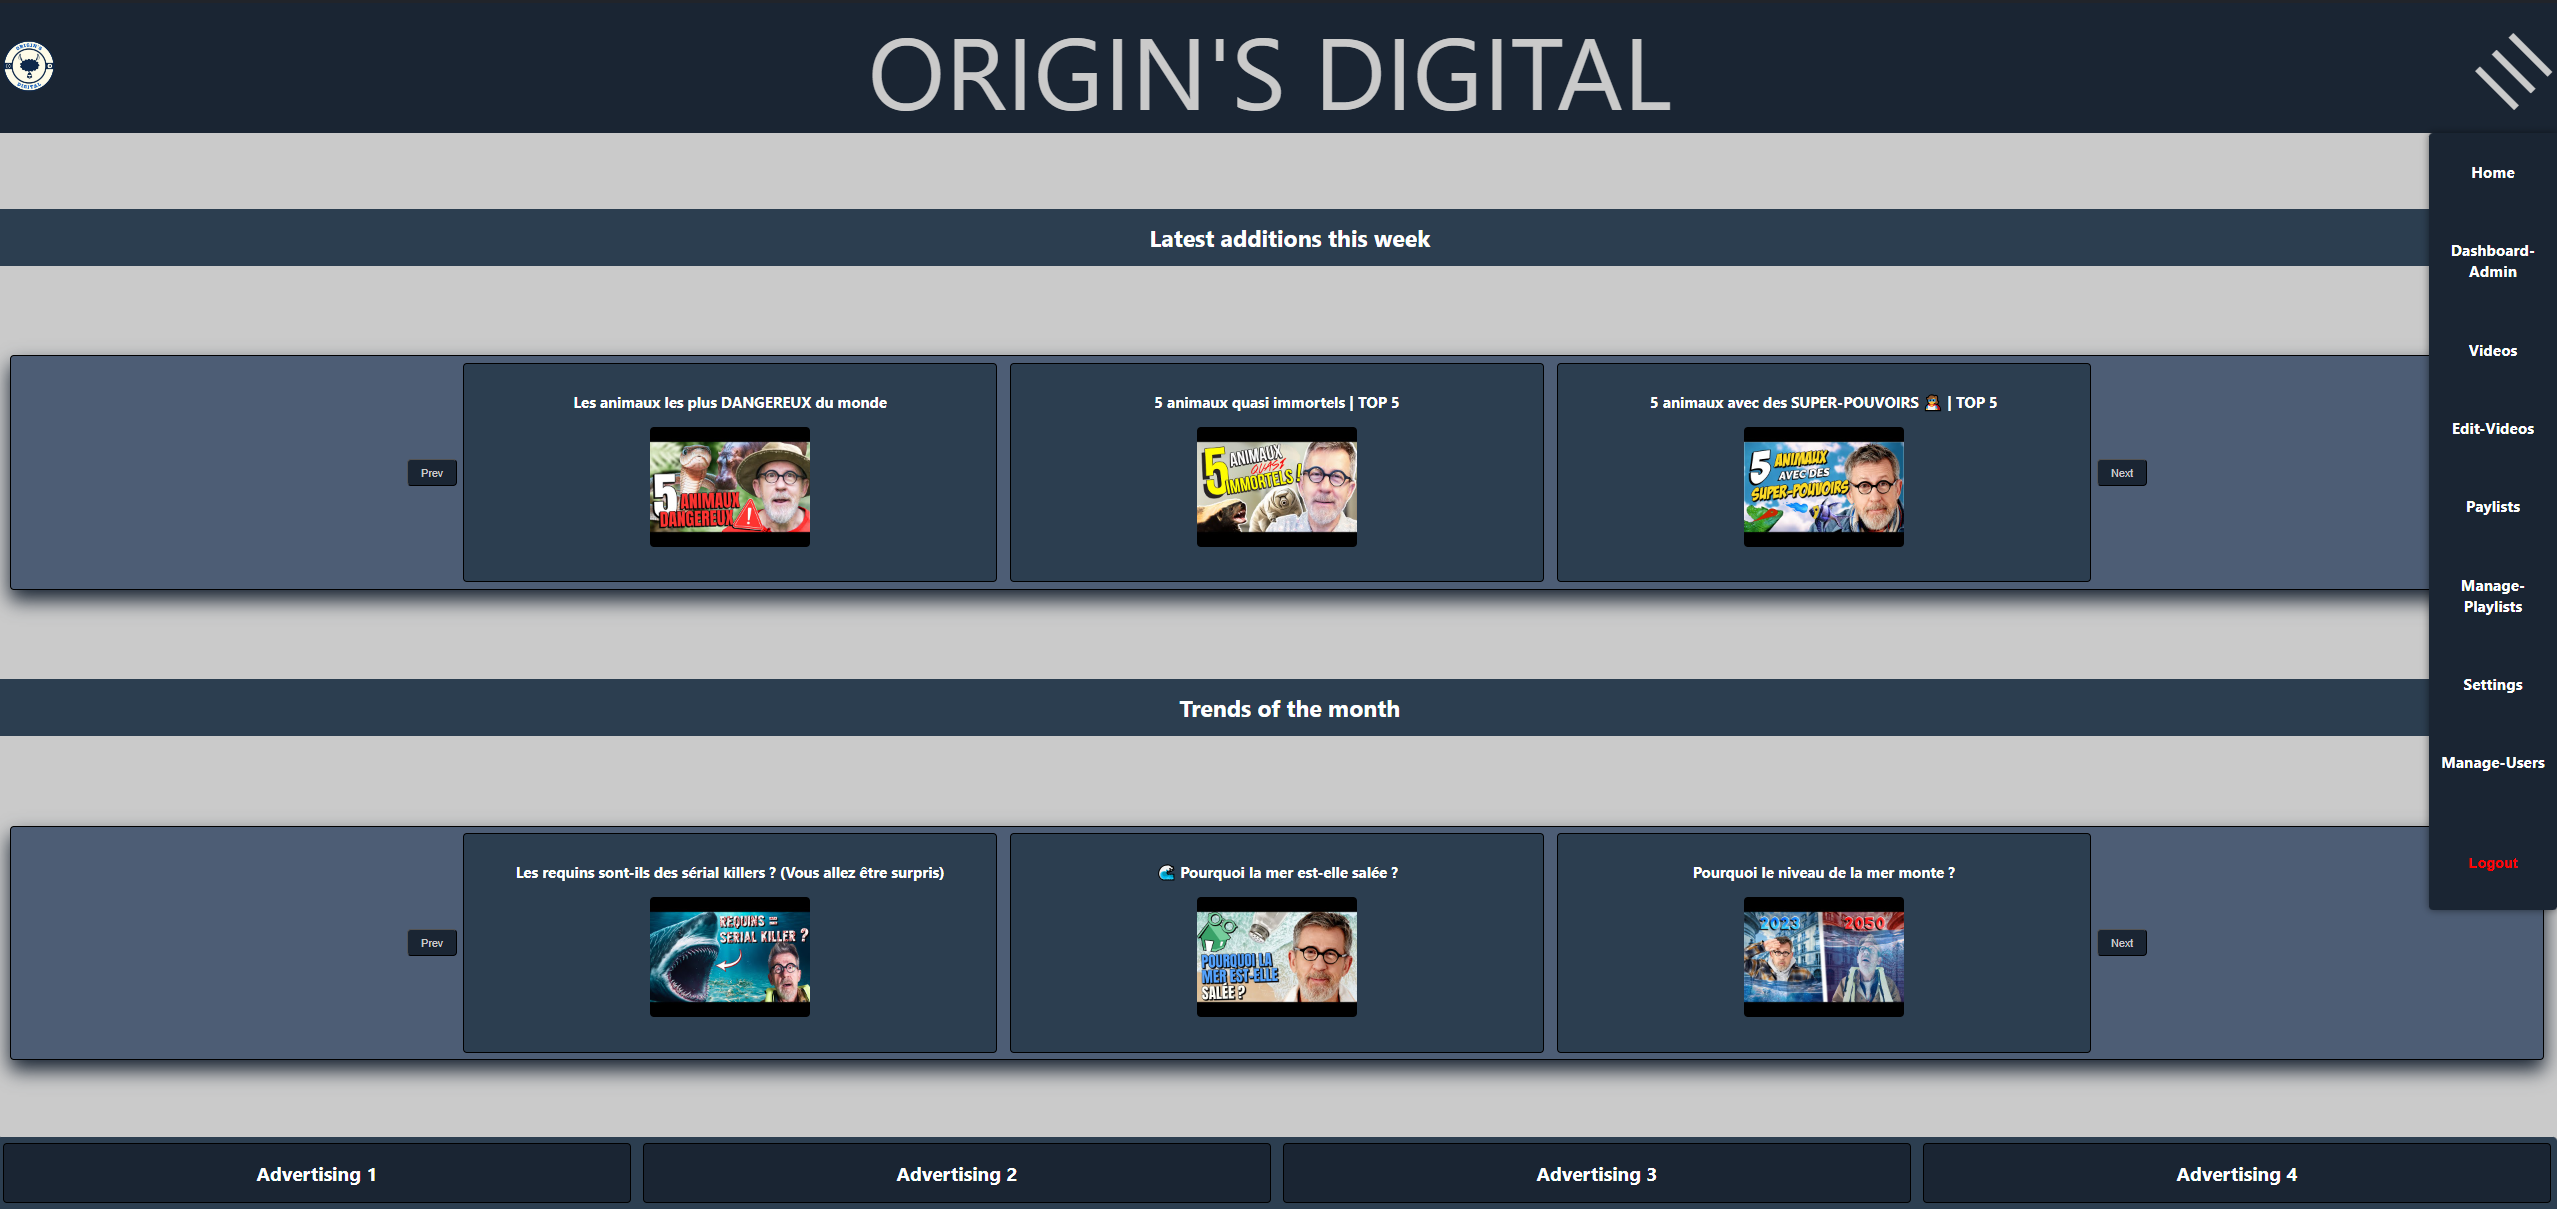 ORIGIN'S
DIGITAL
ORIGIN'S DIGITAL
Home
Dashboard-
Admin
Videos
Edit-Videos
Paylists
Manage-
Playlists
Settings
Manage-Users
Logout
Latest additions this week
Prev
Les animaux les plus DANGEREUX du monde
5 ANIMAUX
DANGEREUX
5 animaux quasi immortels | TOP 5
5 ANIMAUX
QUASI
IMMORTELS !
5 animaux avec des SUPER-POUVOIRS 🦸 | TOP 5
5 ANIMAUX
AVEC DES
SUPER-POUVOIRS
Next
Trends of the month
Prev
Les requins sont-ils des sérial killers ? (Vous allez être surpris)
REQUINS =
SERIAL KILLER ?
🌊 Pourquoi la mer est-elle salée ?
POURQUOI LA
MER EST-ELLE
SALÉE ?
Pourquoi le niveau de la mer monte ?
2023 2050
Next
Advertising 1
Advertising 2
Advertising 3
Advertising 4